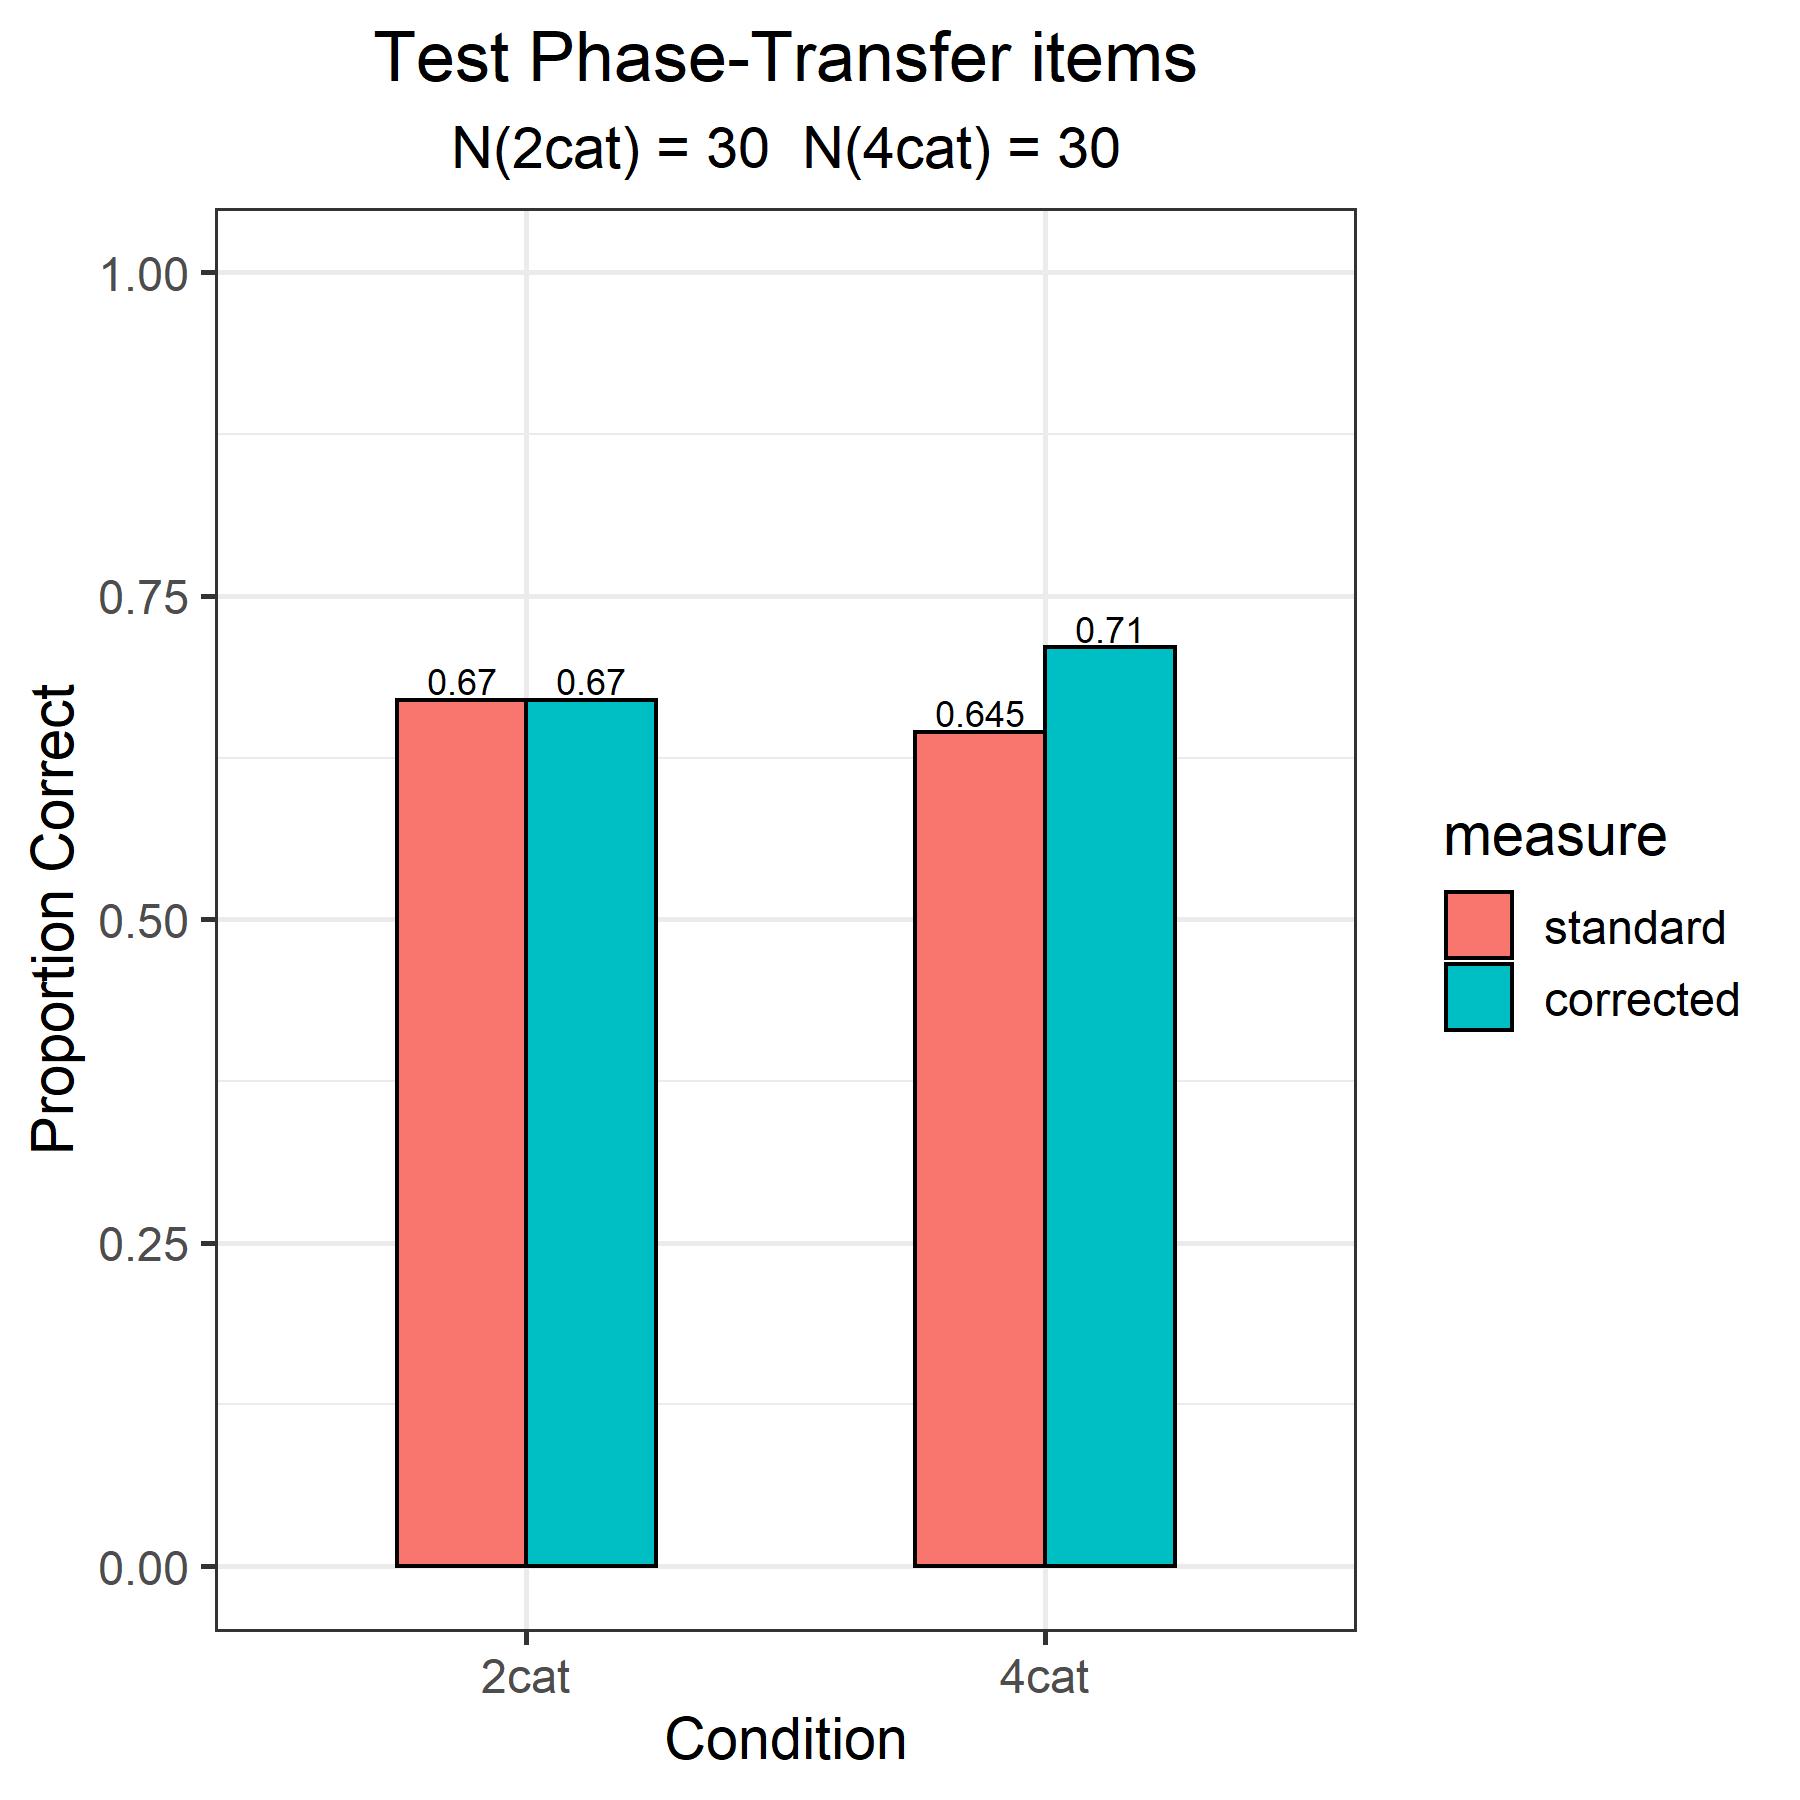 Test Phase-Transfer items
N(2cat) = 30  N(4cat) = 30
Proportion Correct
1.00
0.75
0.50
0.25
0.00
0.67
0.67
0.645
0.71
2cat
4cat
Condition
measure
standard
corrected